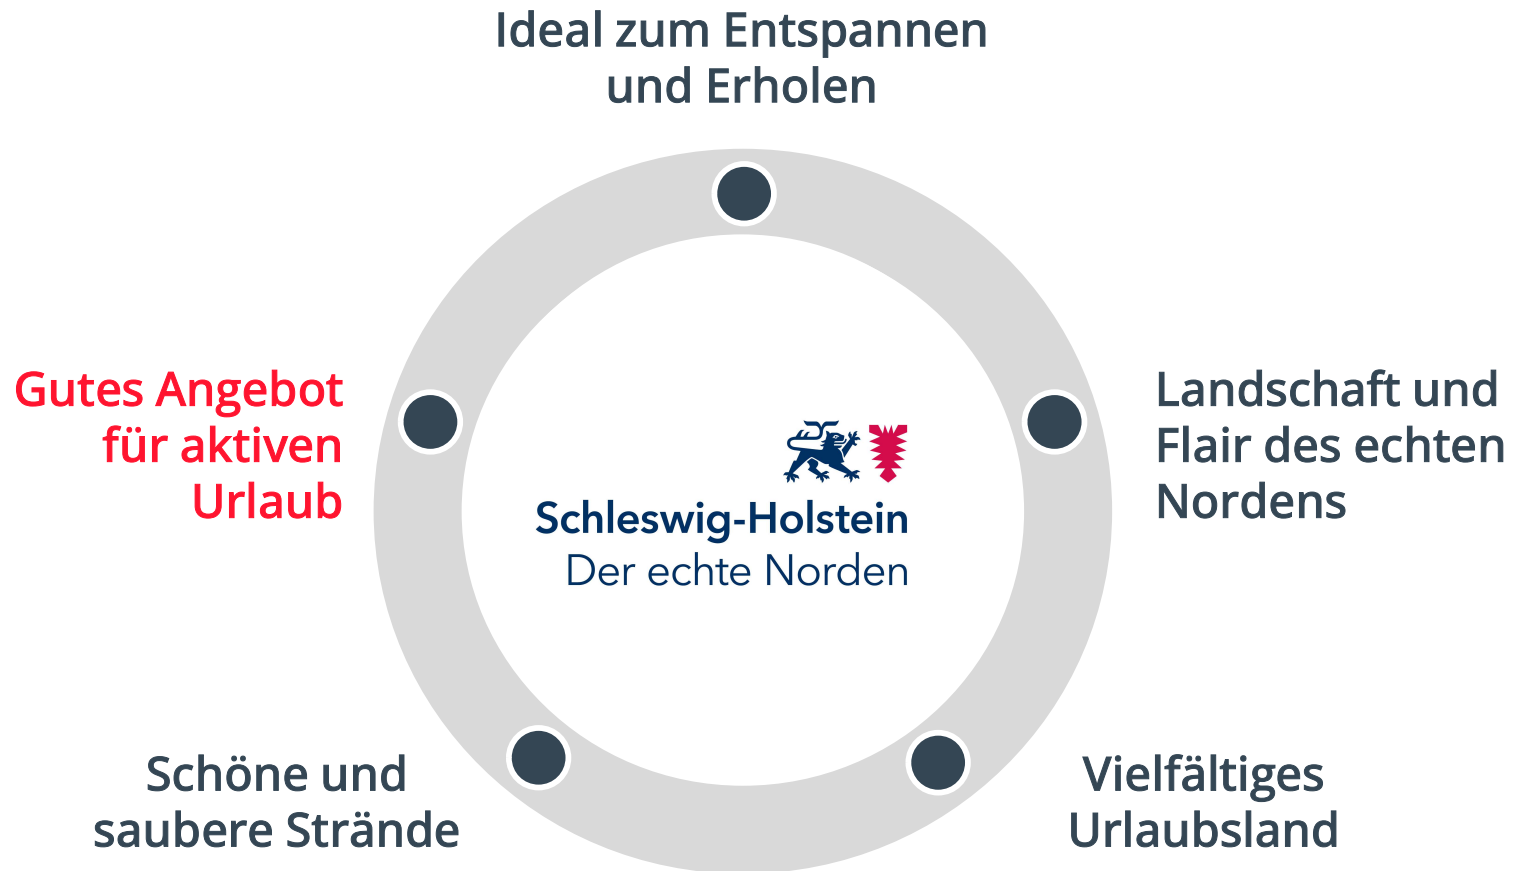 Ideal zum Entspannen
und Erholen
Gutes Angebot
für aktiven
Urlaub
Landschaft und
Flair des echten
Nordens
Schleswig-Holstein
Der echte Norden
Schöne und
saubere Strände
Vielfältiges
Urlaubsland